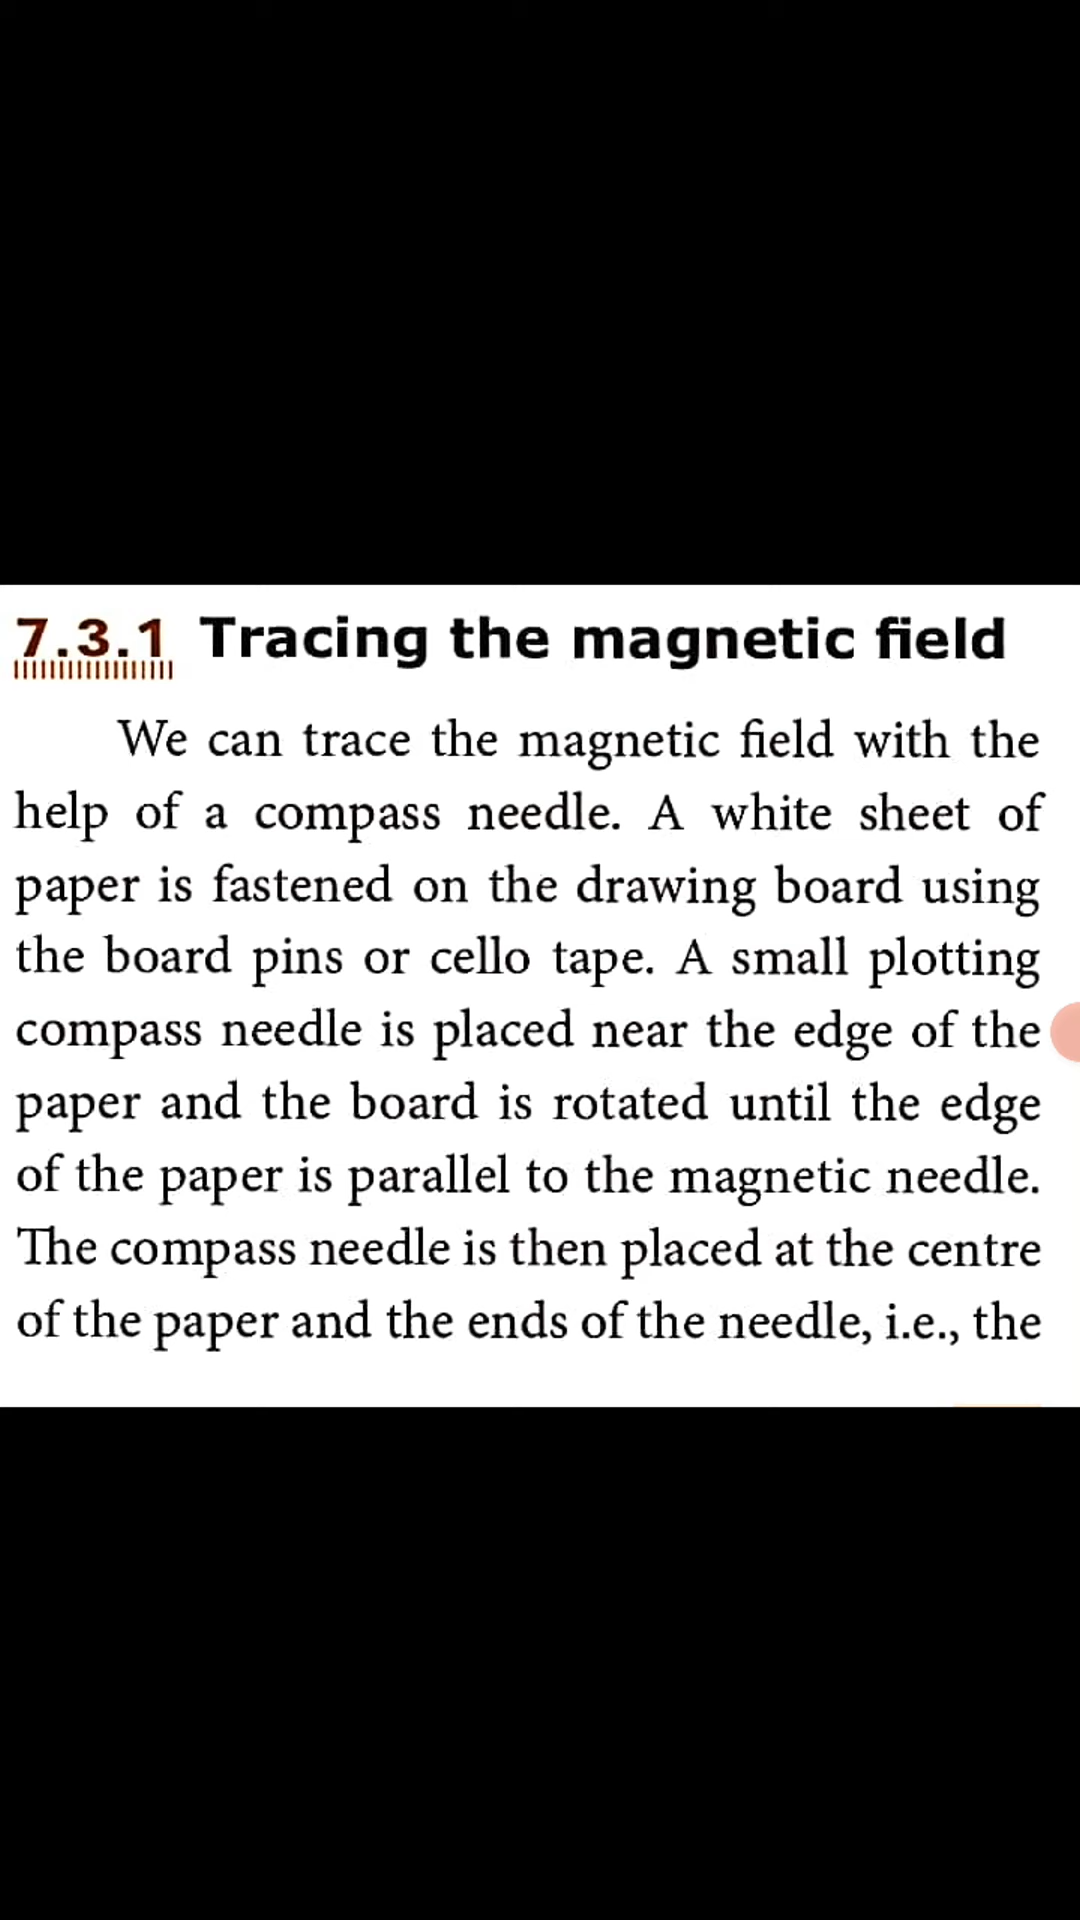 7.3.1 Tracing the magnetic field
We can trace the magnetic field with the
help of a compass needle. A white sheet of
paper is fastened on the drawing board using
the board pins or cello tape. A small plotting
compass needle is placed near the edge of the
paper and the board is rotated until the edge
of the paper is parallel to the magnetic needle.
The compass needle is then placed at the centre
of the paper and the ends of the needle, i.e., the